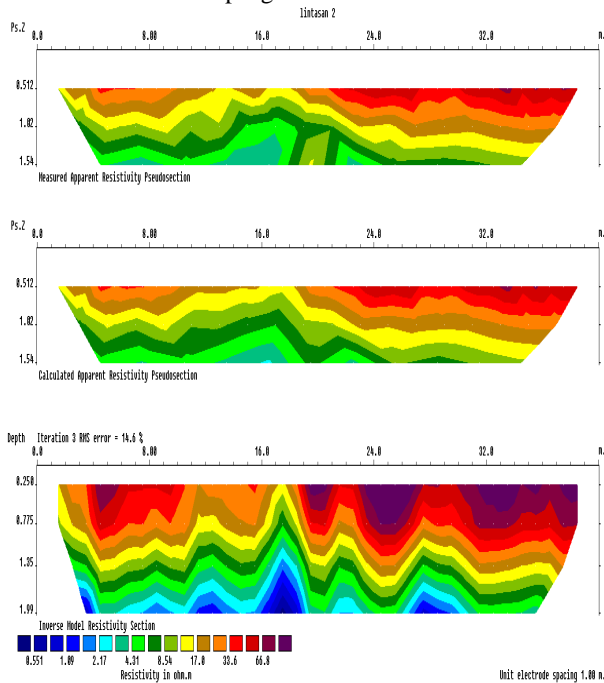 lintasan 2
Ps.Z 0.0 8.00 16.0 24.0 32.0 m.
0.512
1.02
1.54
Measured Apparent Resistivity Pseudosection
Ps.Z 0.0 8.00 16.0 24.0 32.0 m.
0.512
1.02
1.54
Calculated Apparent Resistivity Pseudosection
Depth Iteration 3 RMS error = 14.6 %
0.0 8.00 16.0 24.0 32.0 m.
0.250
0.775
1.35
1.99
Inverse Model Resistivity Section
0.551 1.09 2.17 4.31 8.54 17.0 33.6 66.8
Resistivity in ohm.m
Unit electrode spacing 1.00 m.